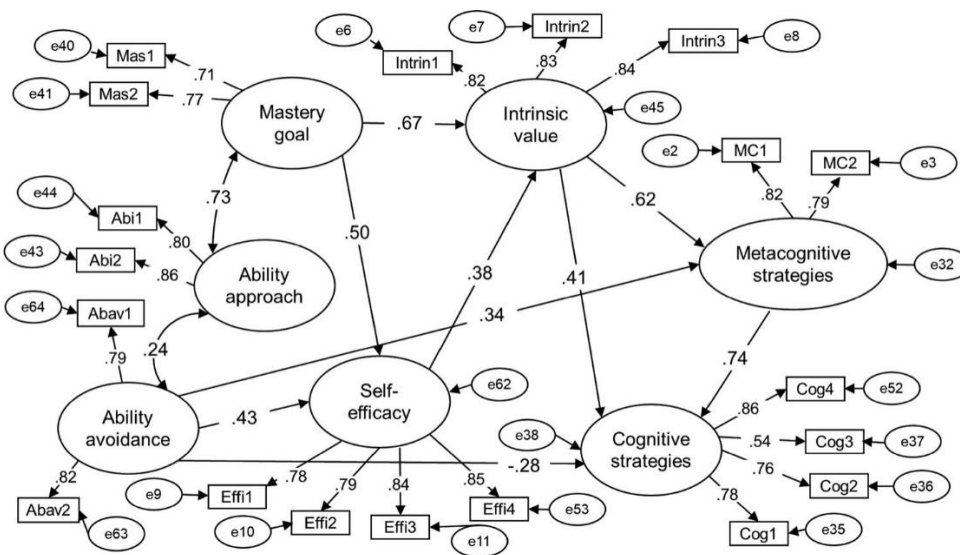 e40
Mas1
.71
e41
Mas2
.77
Mastery
goal
.67
e6
Intrin1
.82
e7
Intrin2
.83
Intrin3
e8
.84
Intrinsic
value
e45
e2
MC1
.82
MC2
e3
.79
.62
Metacognitive
strategies
e32
e44
Abi1
.80
e43
Abi2
.86
.73
Ability
approach
.50
.38
.41
.34
e64
Abav1
.79
.24
Ability
avoidance
.43
Self-
efficacy
e62
.74
.82
Abav2
e63
-.28
e38
Cognitive
strategies
.86
Cog4
e52
.54
Cog3
e37
.76
Cog2
e36
.78
Cog1
e35
.78
e9
Effi1
.79
e10
Effi2
.84
Effi3
e11
.85
Effi4
e53